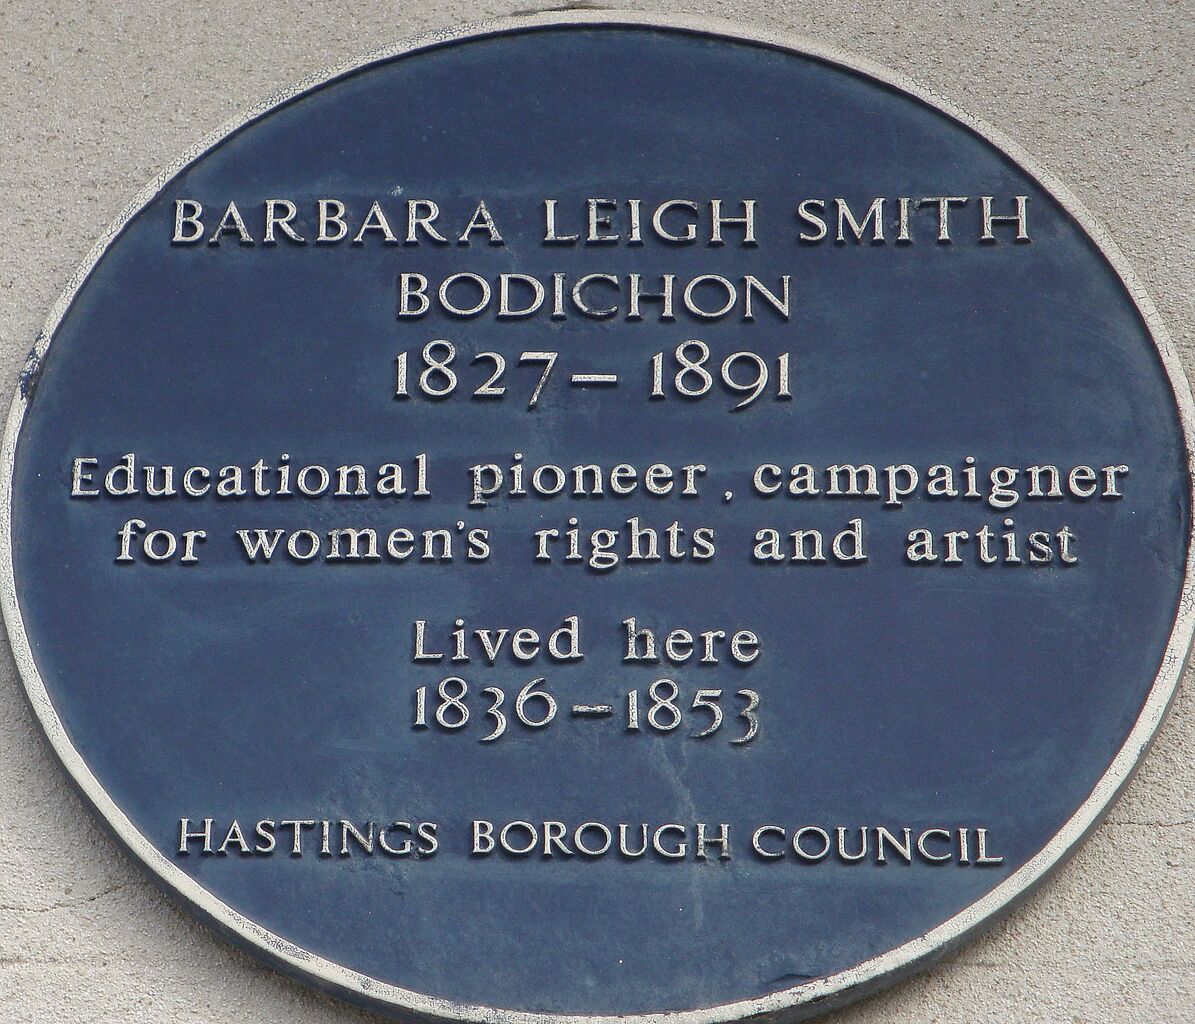 BARBARA LEIGH SMITH
BODICHON
1827 – 1891
Educational pioneer, campaigner
for women's rights and artist
Lived here
1836 – 1853
HASTINGS BOROUGH COUNCIL